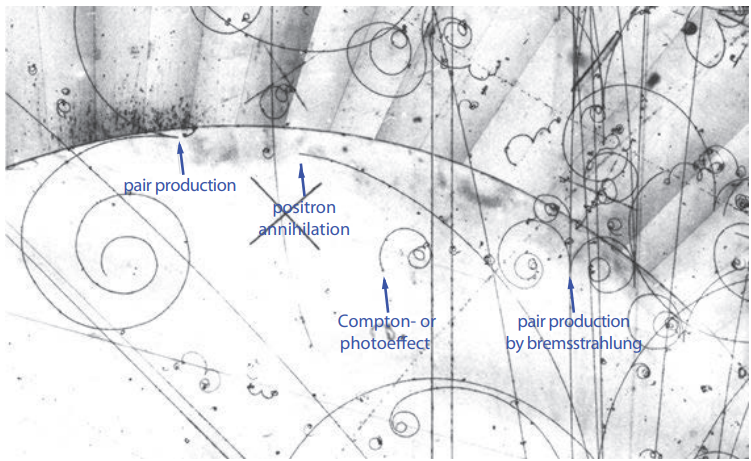 pair production
positron
annihilation
Compton- or
photoeffect
pair production
by bremsstrahlung